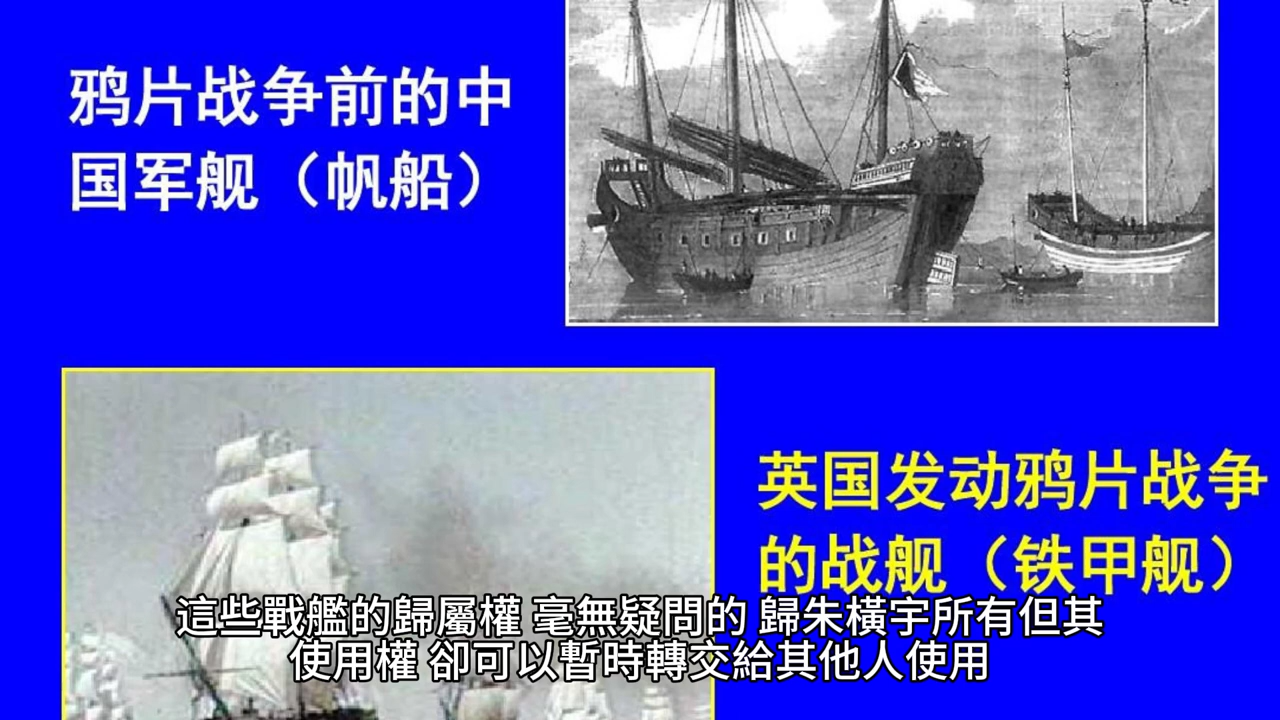 鸦片战争前的中
国军舰（帆船）
英国发动鸦片战争
的战舰（铁甲舰）
這些戰艦的歸屬權 毫無疑問的 歸朱橫宇所有但其
使用權 卻可以暫時轉交給其他人使用